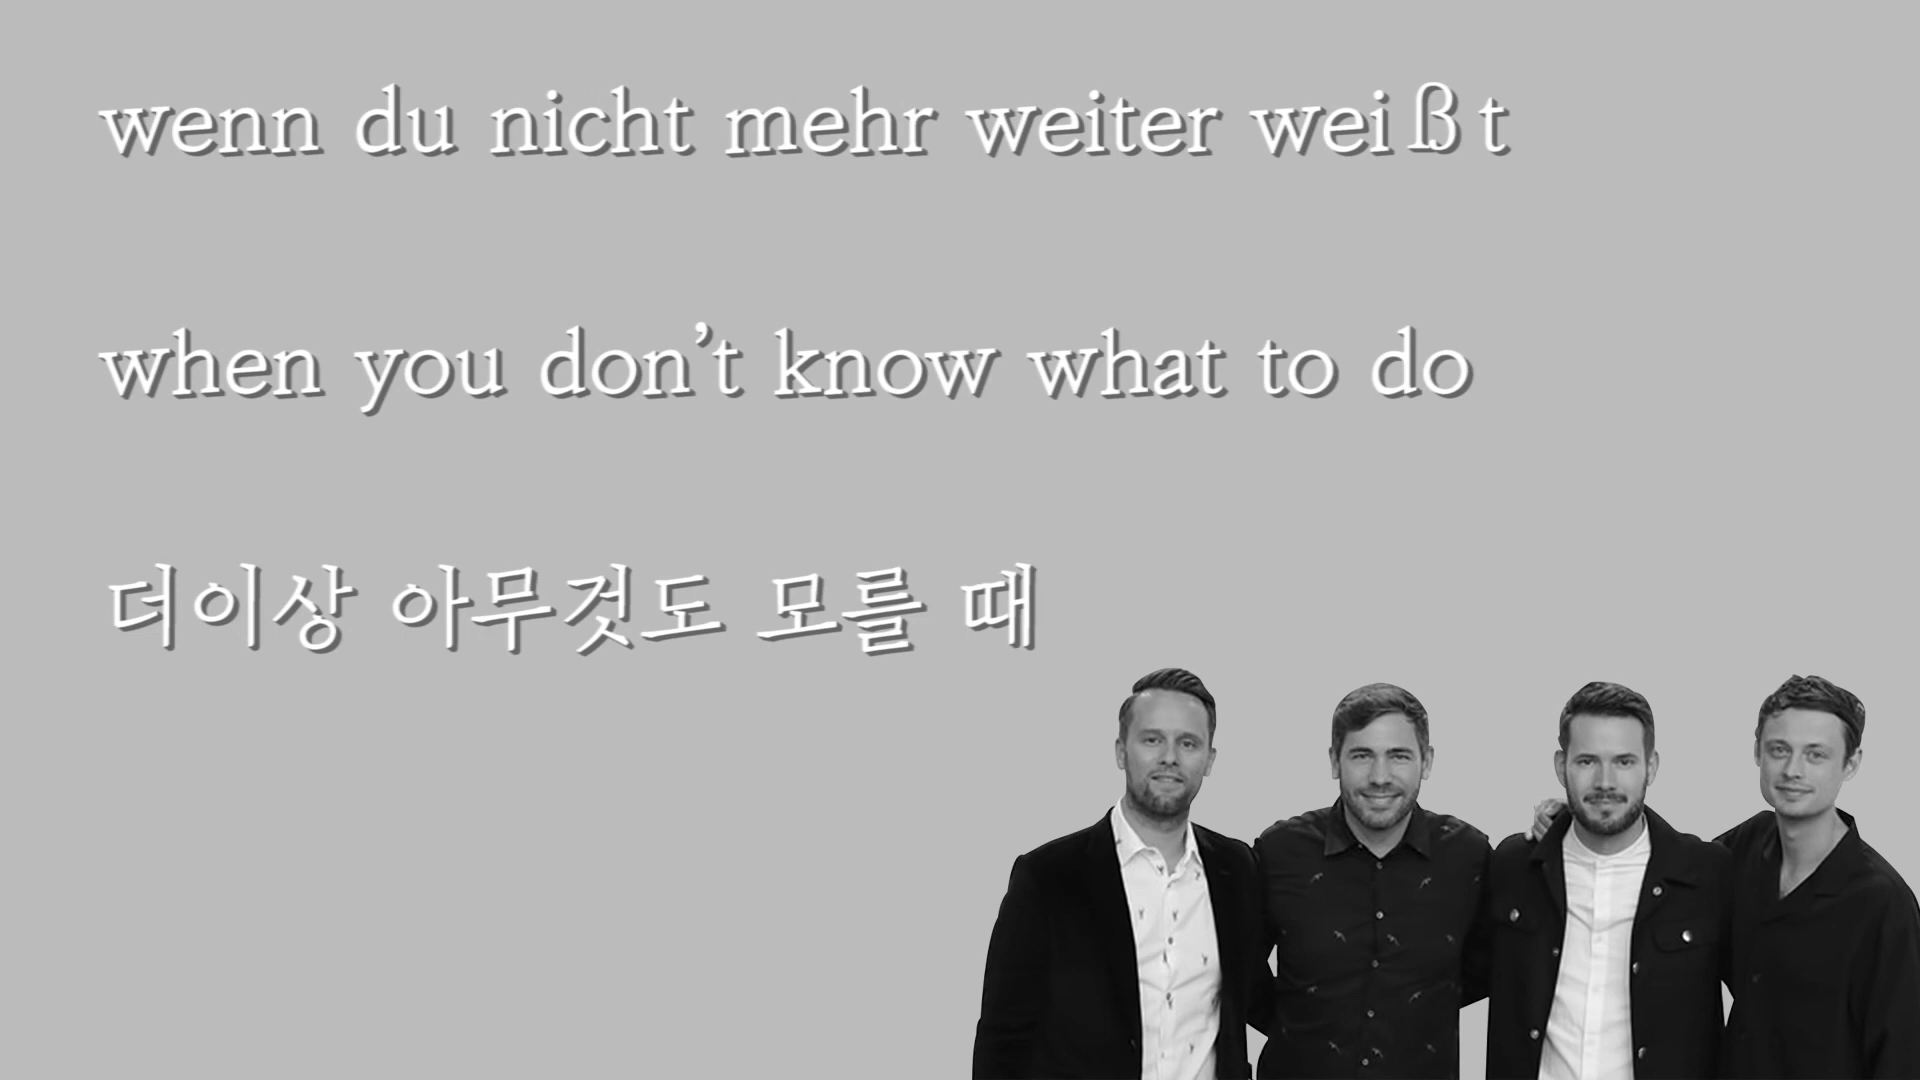 wenn du nicht mehr weiter weißt
when you don’t know what to do
더이상 아무것도 모를 때